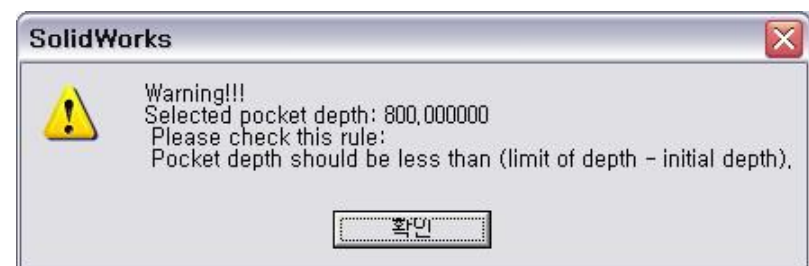 SolidWorks
Warning!!!
Selected pocket depth: 800,000000
Please check this rule:
Pocket depth should be less than (limit of depth - initial depth),
확인